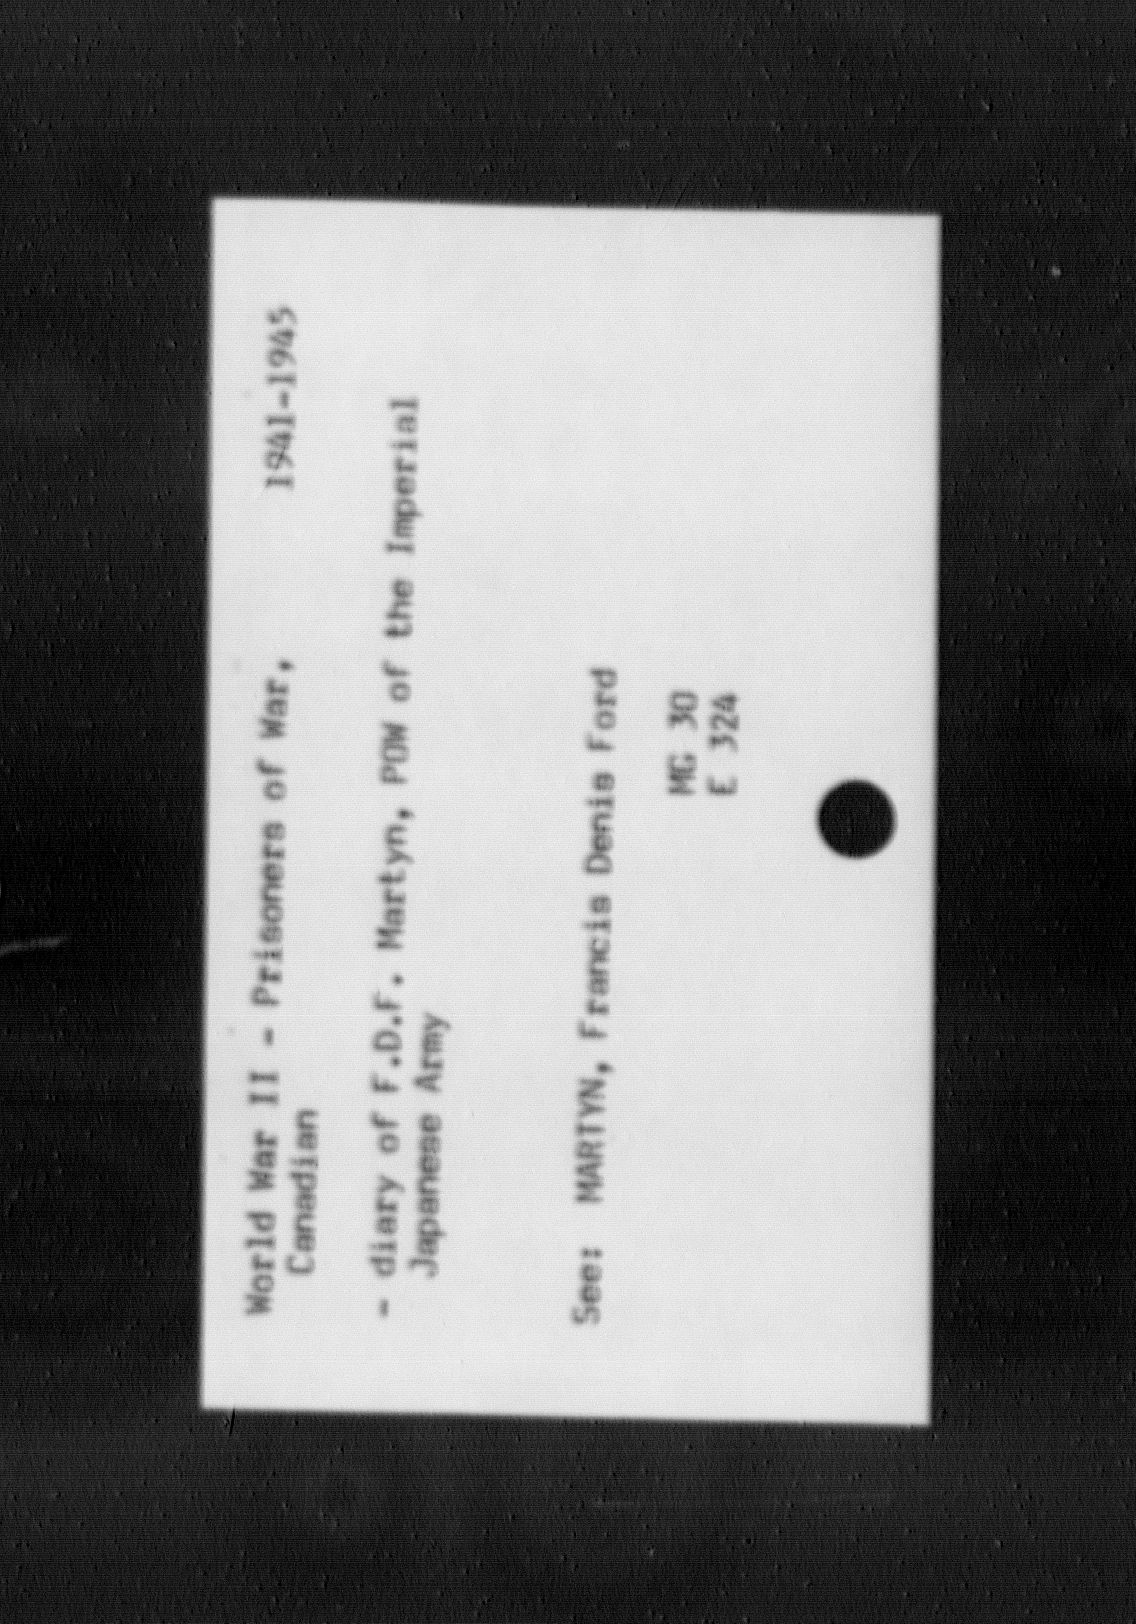 World War II - Prisoners of War, 1941-1945
Canadian
- diary of F.D.F. Martyn, POW of the Imperial
Japanese Army
See: MARTYN, Francis Denis Ford
MG 30
E 324